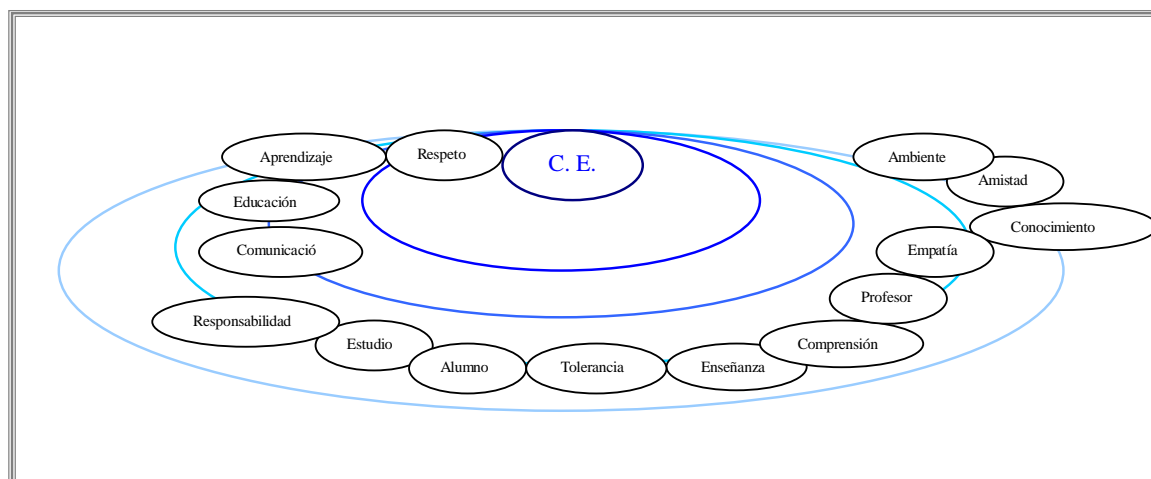 C. E.
Respeto
Aprendizaje
Ambiente
Amistad
Educación
Conocimiento
Comunicació
Empatía
Profesor
Responsabilidad
Estudio
Comprensión
Alumno
Tolerancia
Enseñanza